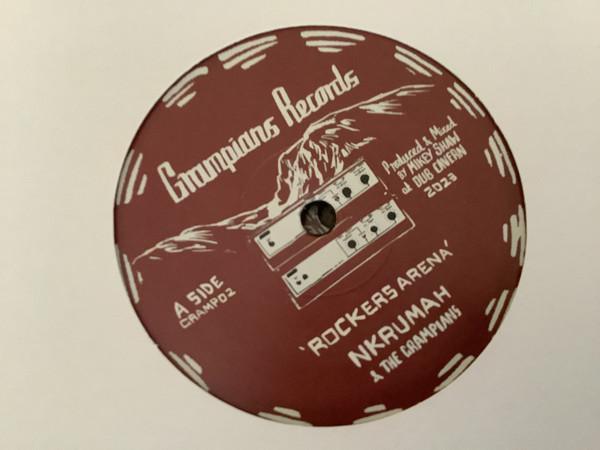 Grampians Records
Produced & Mixed
BY MIKEY SHAW
at DUB CAVERN
2023
A SIDE
GRAMP02
'ROCKERS ARENA'
NKRUMAH
& THE GRAMPIANS